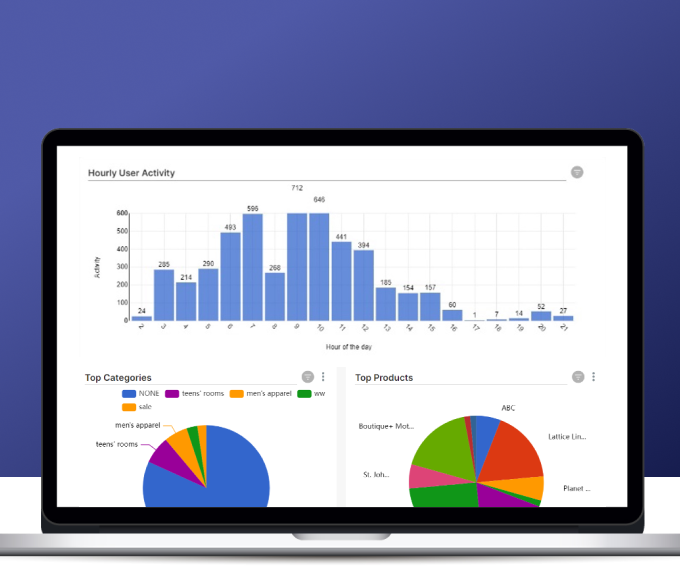 Hourly User Activity
712
646
596
493
441
394
285
290
268
214
185
154
157
60
24
1
7
14
52
27
600
500
400
300
200
100
0
Activity
2 3 4 5 6 7 8 9 10 11 12 13 14 15 16 17 18 19 20 21
Hour of the day
Top Categories
NONE teens' rooms men's apparel ww
sale
men's apparel
teens' rooms
Top Products
ABC
Boutique+ Mot...
Lattice Lin...
St. Joh...
Planet ...